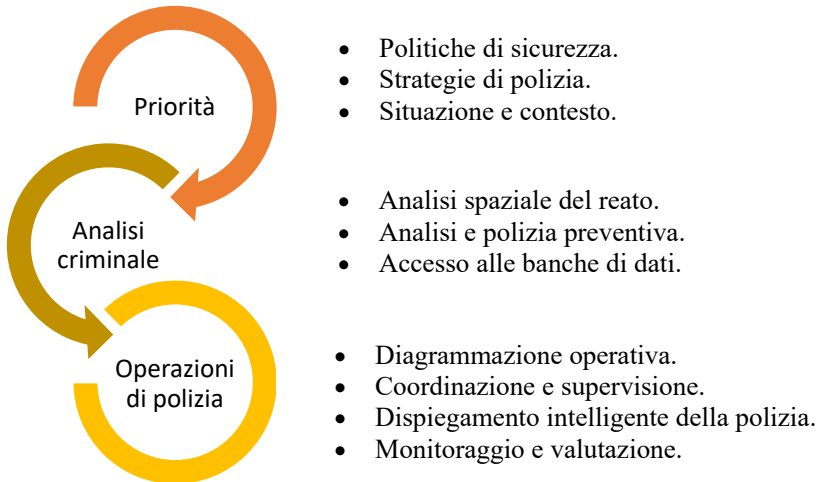 Priorità
• Politiche di sicurezza.
• Strategie di polizia.
• Situazione e contesto.
Analisi
criminale
• Analisi spaziale del reato.
• Analisi e polizia preventiva.
• Accesso alle banche di dati.
Operazioni
di polizia
• Diagrammazione operativa.
• Coordinazione e supervisione.
• Dispiegamento intelligente della polizia.
• Monitoraggio e valutazione.